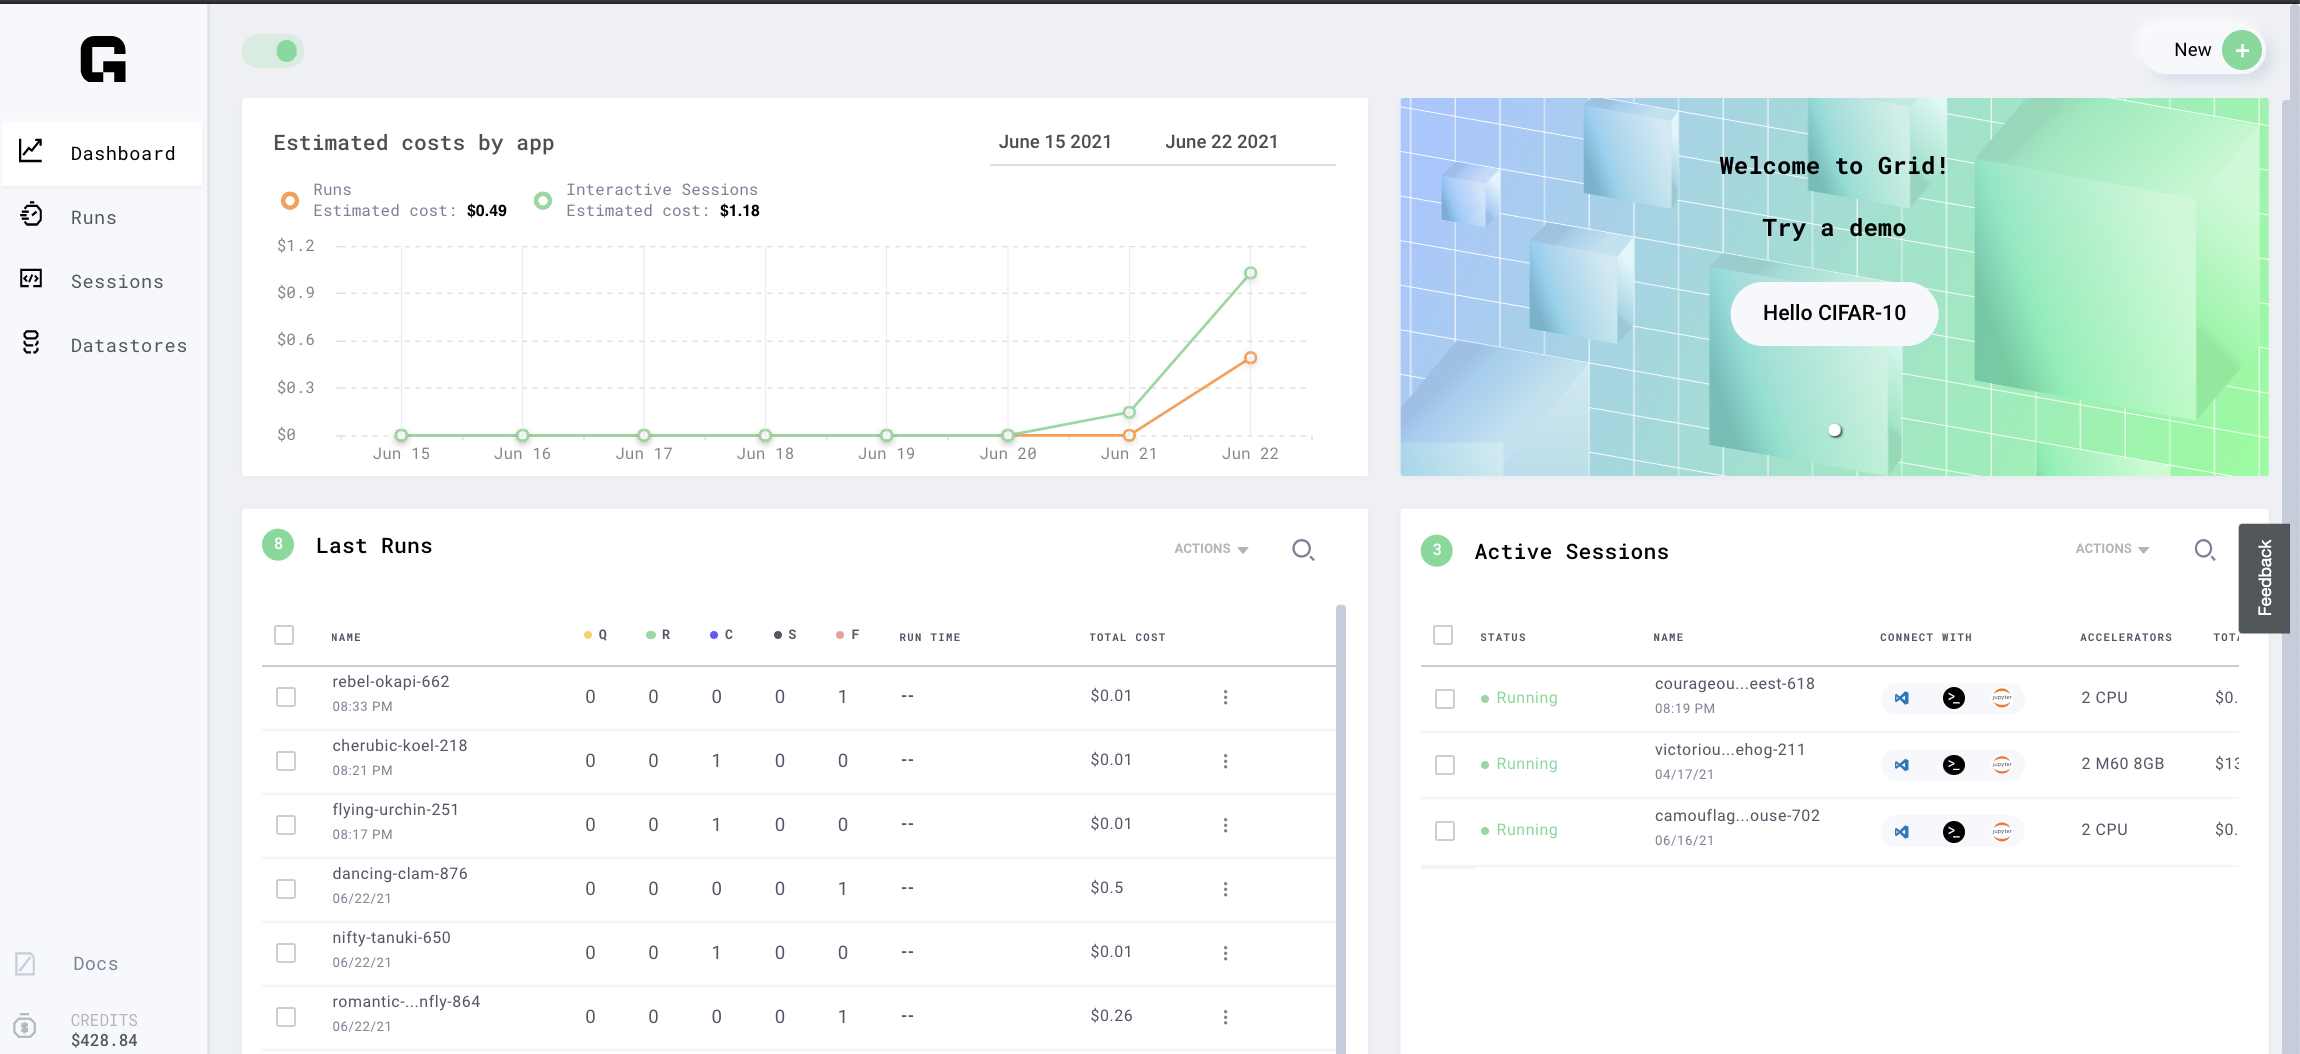 New
Dashboard
Runs
Sessions
Datastores
Docs
CREDITS
$428.84
Estimated costs by app
June 15 2021 June 22 2021
Runs
Estimated cost: $0.49
Interactive Sessions
Estimated cost: $1.18
$1.2
$0.9
$0.6
$0.3
$0
Jun 15 Jun 16 Jun 17 Jun 18 Jun 19 Jun 20 Jun 21 Jun 22
Welcome to Grid!
Try a demo
Hello CIFAR-10
8 Last Runs ACTIONS
NAME Q R C S F RUN TIME TOTAL COST
rebel-okapi-662
08:33 PM
0 0 0 0 1 -- $0.01
cherubic-koel-218
08:21 PM
0 0 1 0 0 -- $0.01
flying-urchin-251
08:17 PM
0 0 1 0 0 -- $0.01
dancing-clam-876
06/22/21
0 0 0 0 1 -- $0.5
nifty-tanuki-650
06/22/21
0 0 1 0 0 -- $0.01
romantic-...nfly-864
06/22/21
0 0 0 0 1 -- $0.26
3 Active Sessions ACTIONS
Feedback
STATUS NAME CONNECT WITH ACCELERATORS TOTA
Running courageou...eest-618 jupyter 2 CPU $0.
08:19 PM
Running victoriou...ehog-211 jupyter 2 M60 8GB $13
04/17/21
Running camouflag...ouse-702 jupyter 2 CPU $0.
06/16/21